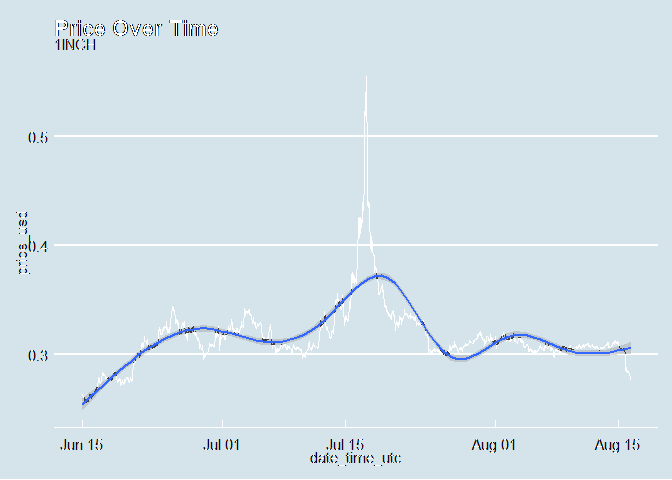 Price Over Time
1INCH
0.5
0.4
0.3
price_usd
Jun 15 Jul 01 Jul 15 Aug 01 Aug 15
date_time_utc